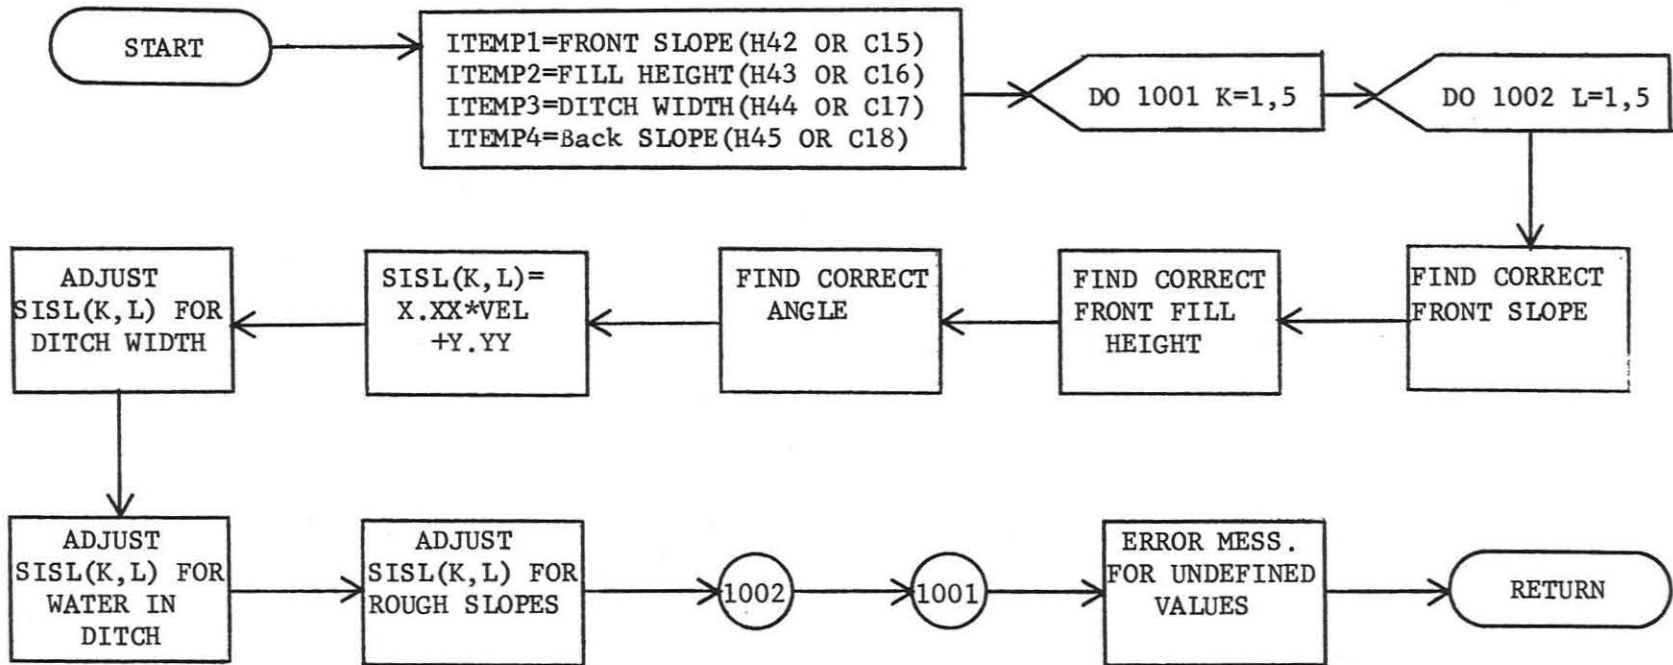 START
ITEMP1=FRONT SLOPE(H42 OR C15)
ITEMP2=FILL HEIGHT(H43 OR C16)
ITEMP3=DITCH WIDTH(H44 OR C17)
ITEMP4=Back SLOPE(H45 OR C18)
DO 1001 K=1,5
DO 1002 L=1,5
FIND CORRECT
FRONT SLOPE
FIND CORRECT
FRONT FILL
HEIGHT
FIND CORRECT
ANGLE
SISL(K,L)=
X.XX*VEL
+Y.YY
ADJUST
SISL(K,L) FOR
DITCH WIDTH
ADJUST
SISL(K,L) FOR
WATER IN
DITCH
ADJUST
SISL(K,L) FOR
ROUGH SLOPES
1002
1001
ERROR MESS.
FOR UNDEFINED
VALUES
RETURN